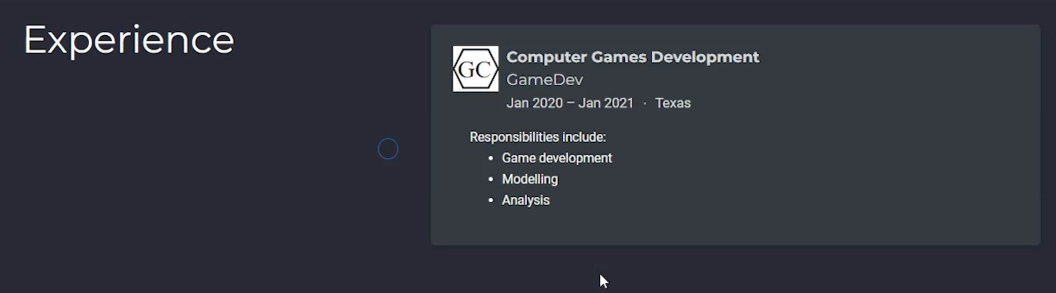 Experience
GC
Computer Games Development
GameDev
Jan 2020 – Jan 2021 · Texas
Responsibilities include:
• Game development
• Modelling
• Analysis